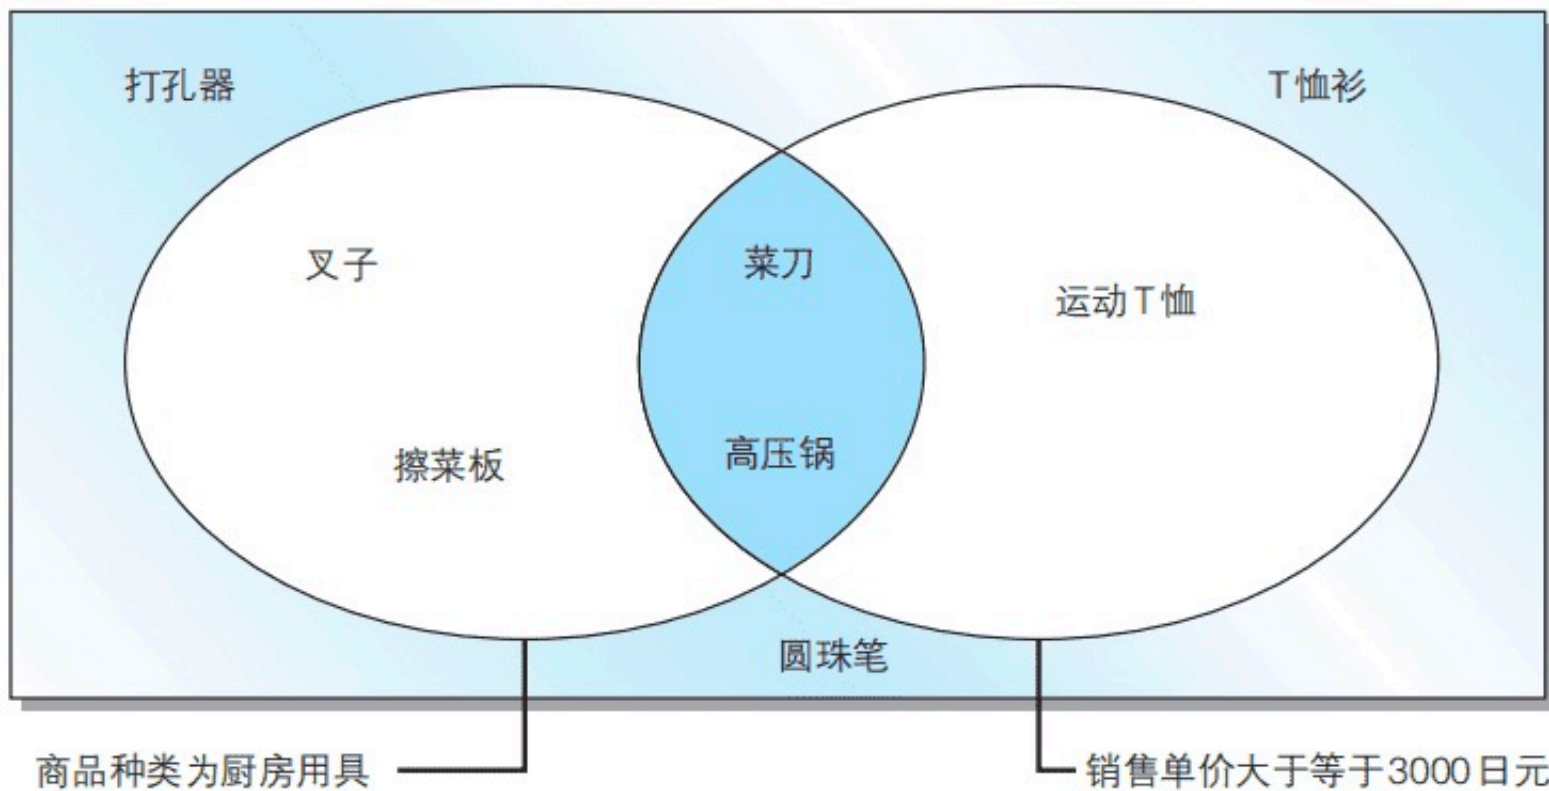 打孔器
T恤衫
叉子
菜刀
运动T恤
擦菜板
高压锅
圆珠笔
商品种类为厨房用具
销售单价大于等于3000日元